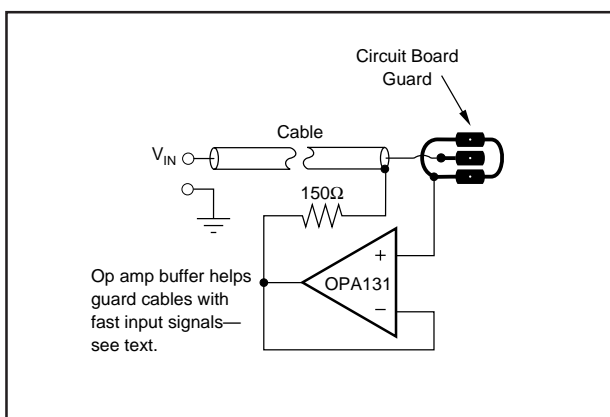 Circuit Board
Guard
Cable
V_IN
150Ω
+
OPA131
–
Op amp buffer helps
guard cables with
fast input signals—
see text.